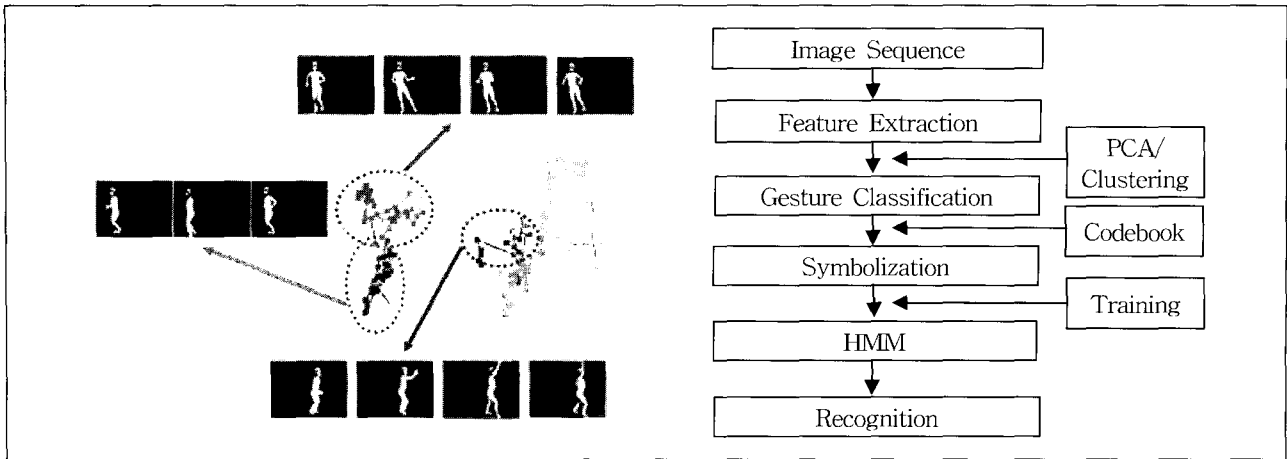 Image Sequence
Feature Extraction
PCA/
Clustering
Gesture Classification
Codebook
Symbolization
Training
HMM
Recognition